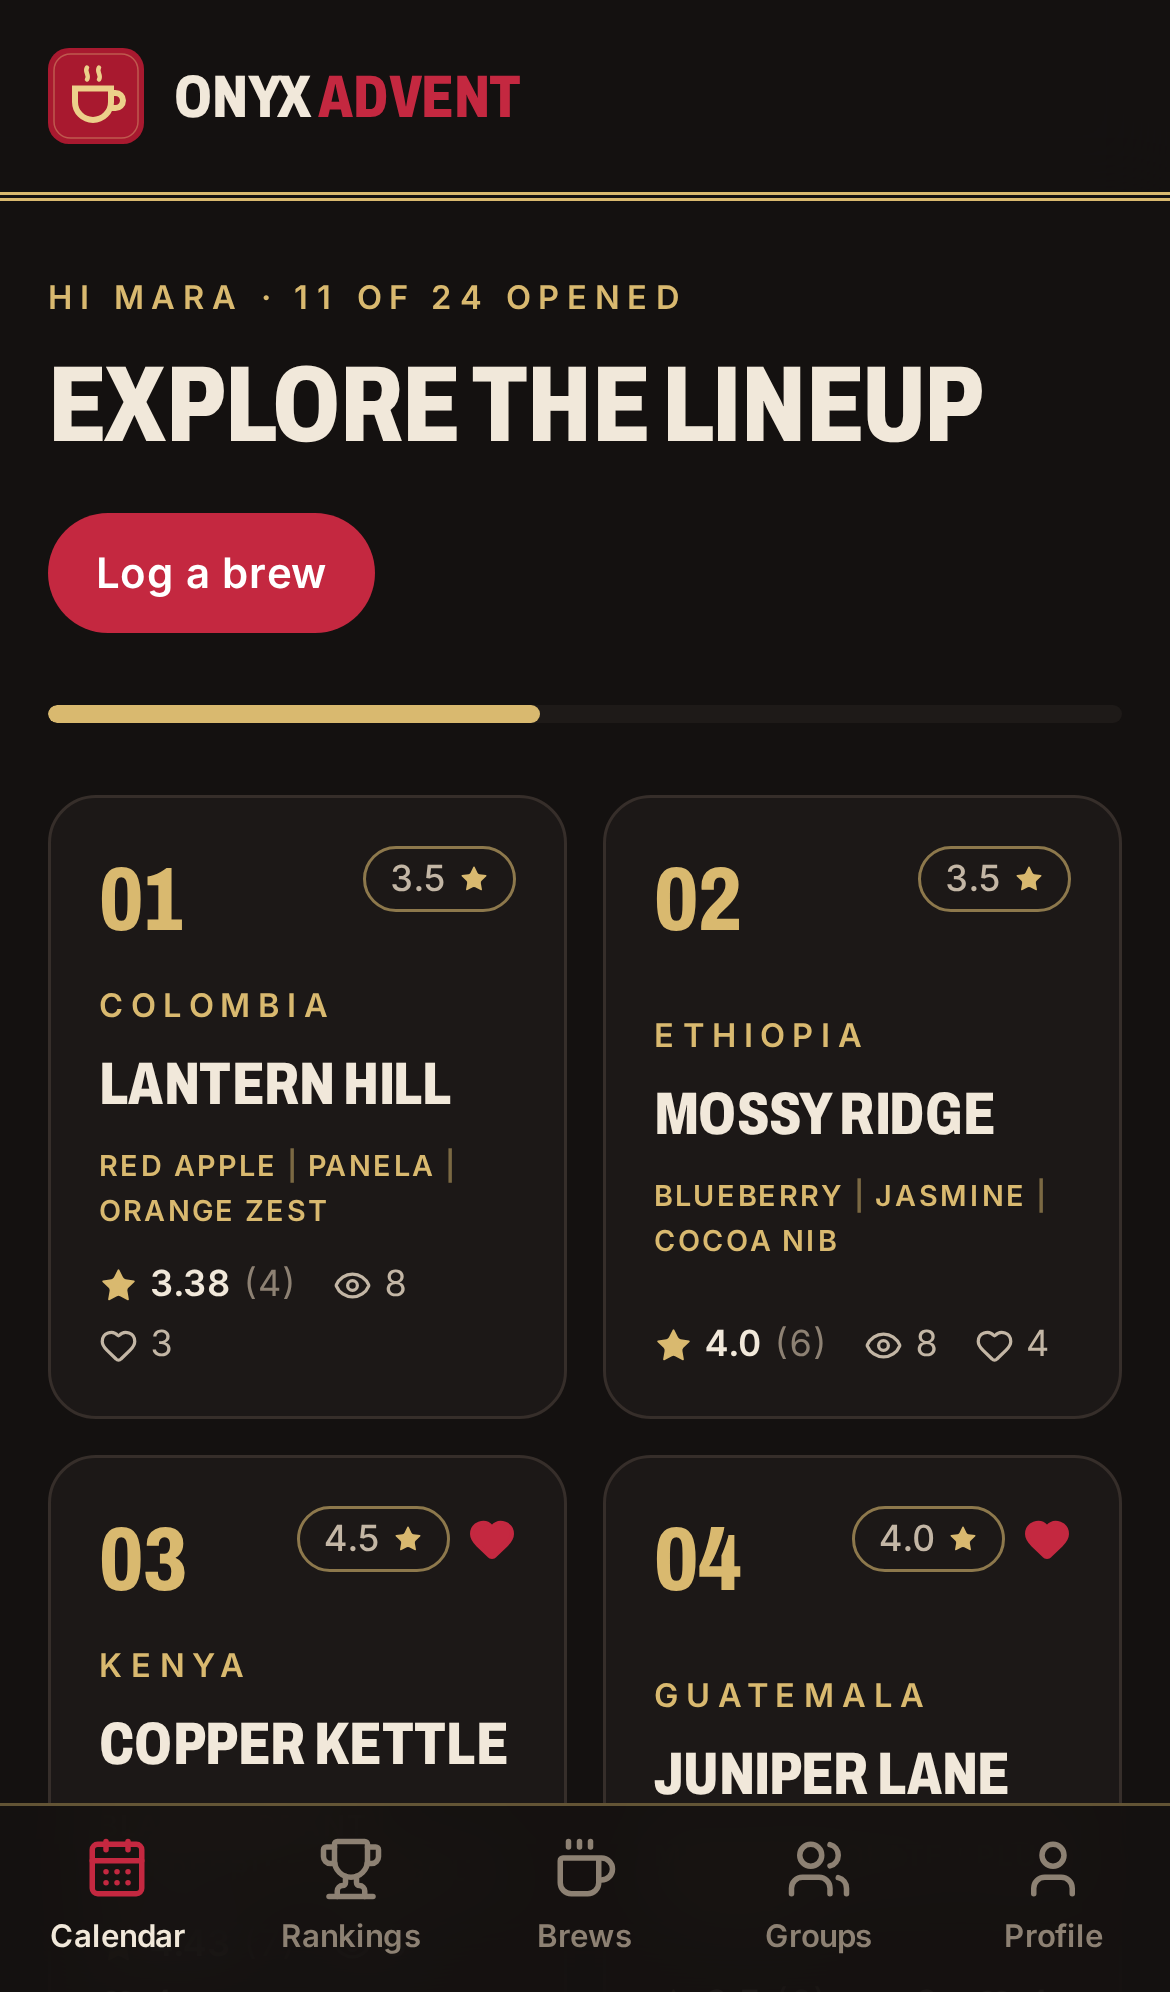 ONYX ADVENT
HI MARA · 11 OF 24 OPENED
EXPLORE THE LINEUP
Log a brew
01 3.5
COLOMBIA
LANTERN HILL
RED APPLE | PANELA |
ORANGE ZEST
3.38 (4) 8
3
02 3.5
ETHIOPIA
MOSSY RIDGE
BLUEBERRY | JASMINE |
COCOA NIB
4.0 (6) 8 4
03 4.5
KENYA
COPPER KETTLE
04 4.0
GUATEMALA
JUNIPER LANE
Calendar Rankings Brews Groups Profile